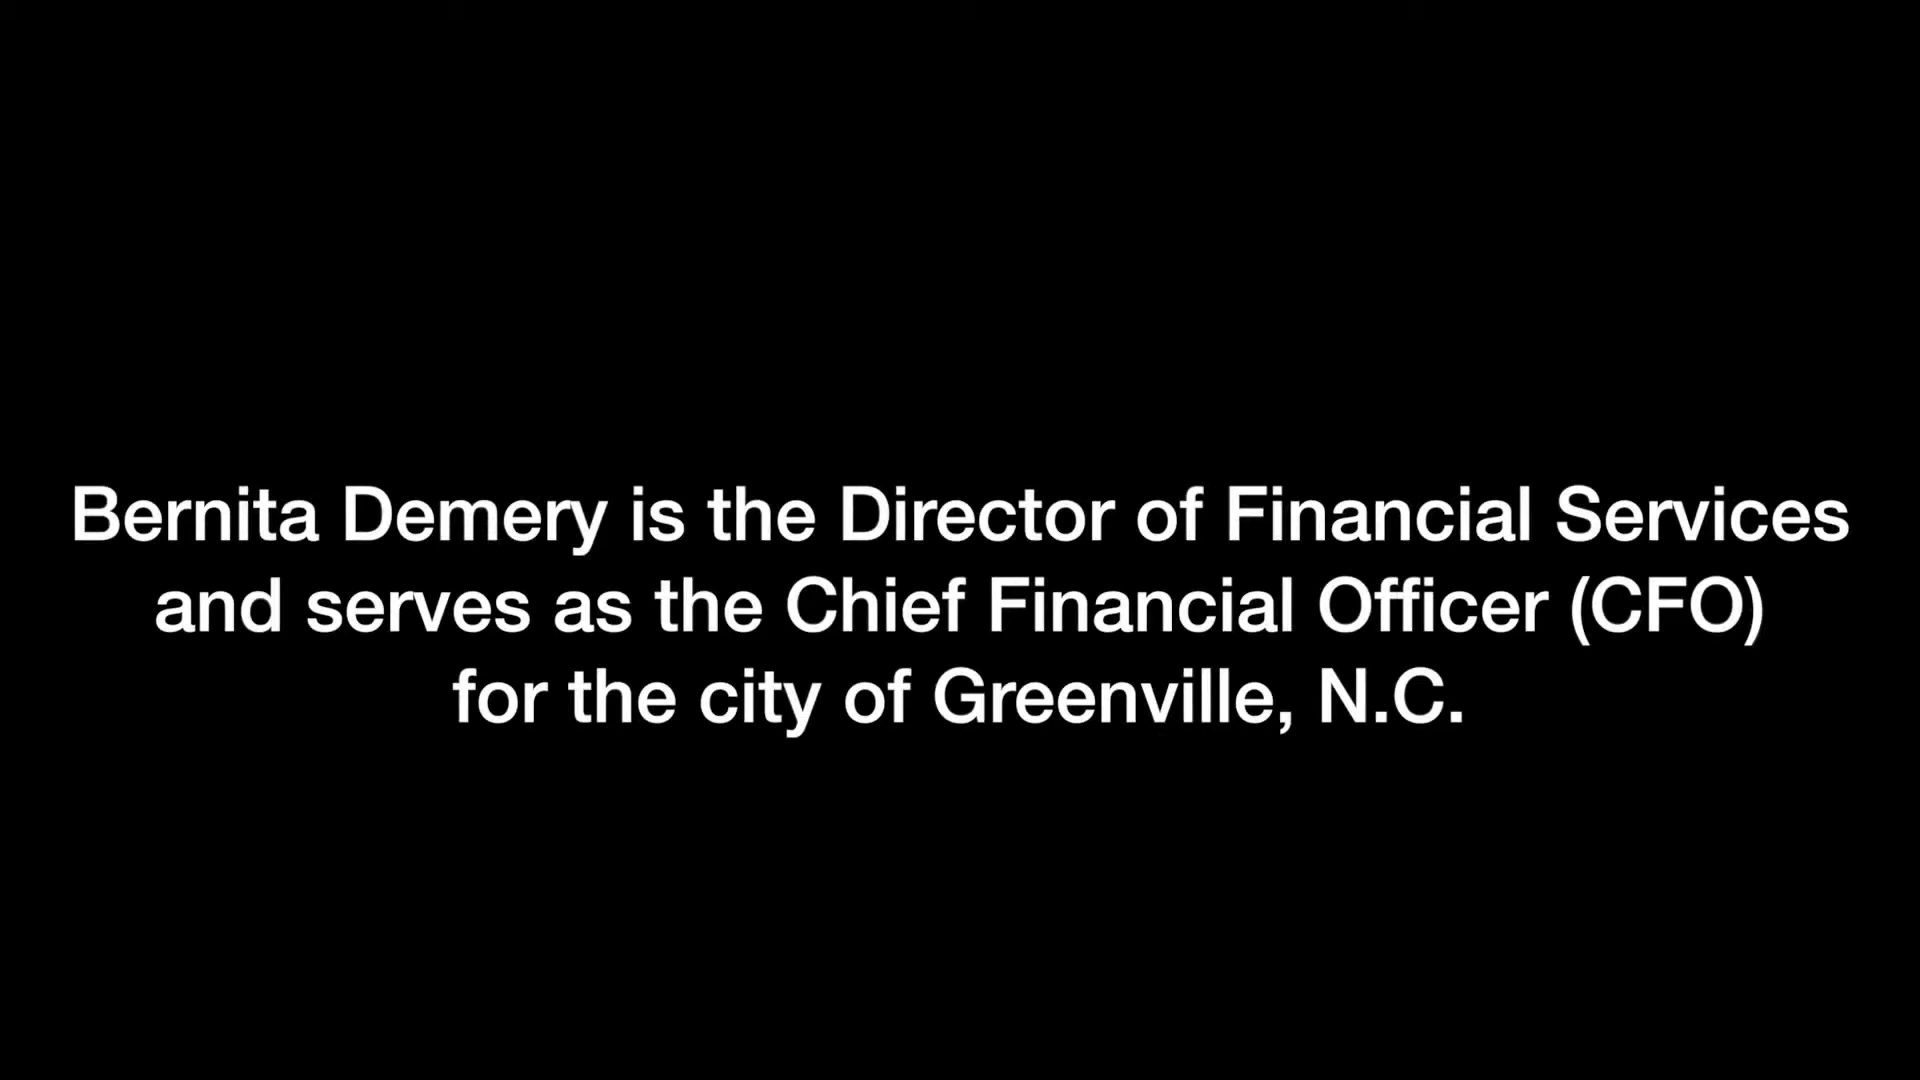 Bernita Demery is the Director of Financial Services
and serves as the Chief Financial Officer (CFO)
for the city of Greenville, N.C.